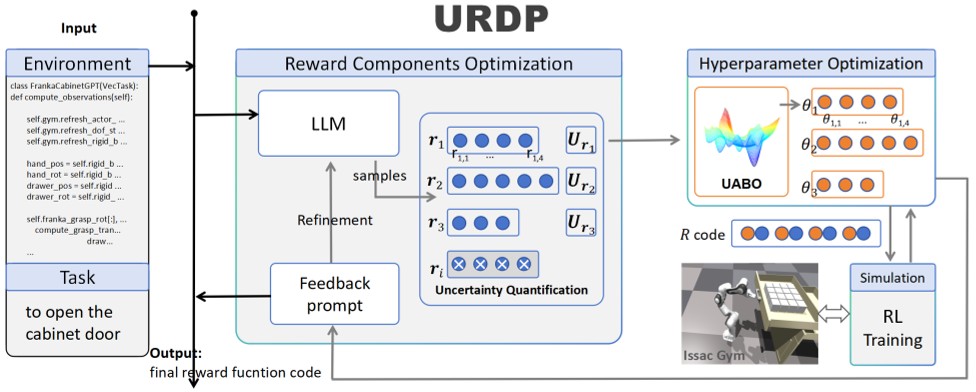 URDP
Input
Environment
class FrankaCabinetGPT(VecTask):
def compute_observations(self):
self.gym.refresh_actor_ ...
self.gym.refresh_dof_st ...
self.gym.refresh_rigid_b ...
hand_pos = self.rigid_b ...
hand_rot = self.rigid_b ...
drawer_pos = self.rigid ...
drawer_rot = self.rigid_ ...
self.franka_grasp_rot[:], ...
compute_grasp_tran...
draw...
...
Task
to open the
cabinet door
Output:
final reward fucntion code
Reward Components Optimization
LLM
samples
Refinement
Feedback
prompt
r1 Ur1
r1,1 ... r1,4
r2 Ur2
r3 Ur3
ri
Uncertainty Quantification
Hyperparameter Optimization
UABO
θ1
θ1,1 ... θ1,4
θ2
θ3
R code
Issac Gym
Simulation
RL
Training